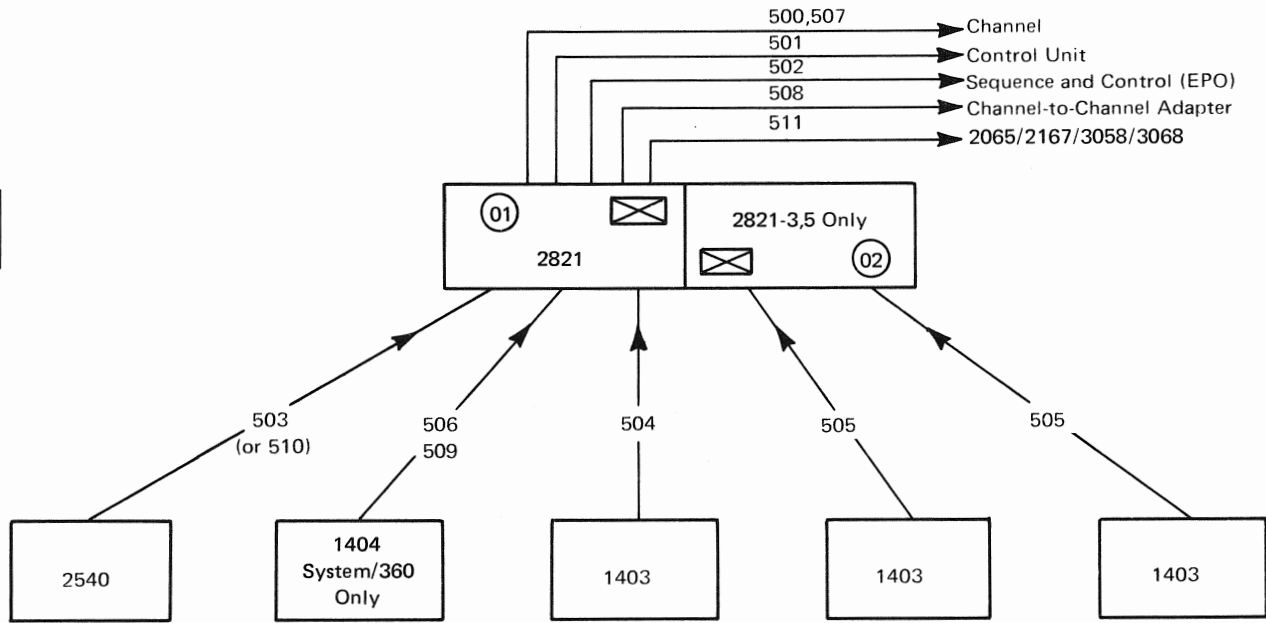 500,507
Channel
501
Control Unit
502
Sequence and Control (EPO)
508
Channel-to-Channel Adapter
511
2065/2167/3058/3068
01
2821
2821-3,5 Only
02
503
(or 510)
506
509
504
505
505
2540
1404
System/360
Only
1403
1403
1403